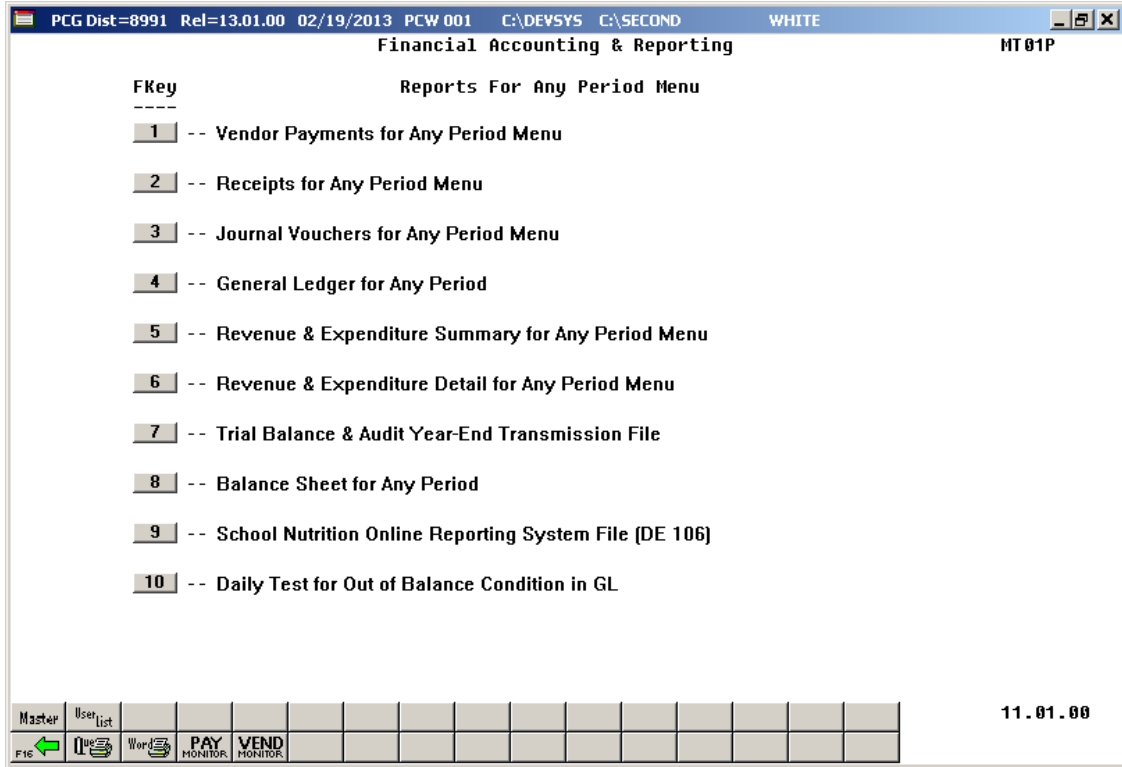 PCG Dist=8991 Rel=13.01.00 02/19/2013 PCW 001 C:\DEVSYS C:\SECOND WHITE
Financial Accounting & Reporting MT01P
FKey Reports For Any Period Menu
----
1 -- Vendor Payments for Any Period Menu
2 -- Receipts for Any Period Menu
3 -- Journal Vouchers for Any Period Menu
4 -- General Ledger for Any Period
5 -- Revenue & Expenditure Summary for Any Period Menu
6 -- Revenue & Expenditure Detail for Any Period Menu
7 -- Trial Balance & Audit Year-End Transmission File
8 -- Balance Sheet for Any Period
9 -- School Nutrition Online Reporting System File (DE 106)
10 -- Daily Test for Out of Balance Condition in GL
Master User List 11.01.00
F16 Que Word PAY MONITOR VEND MONITOR